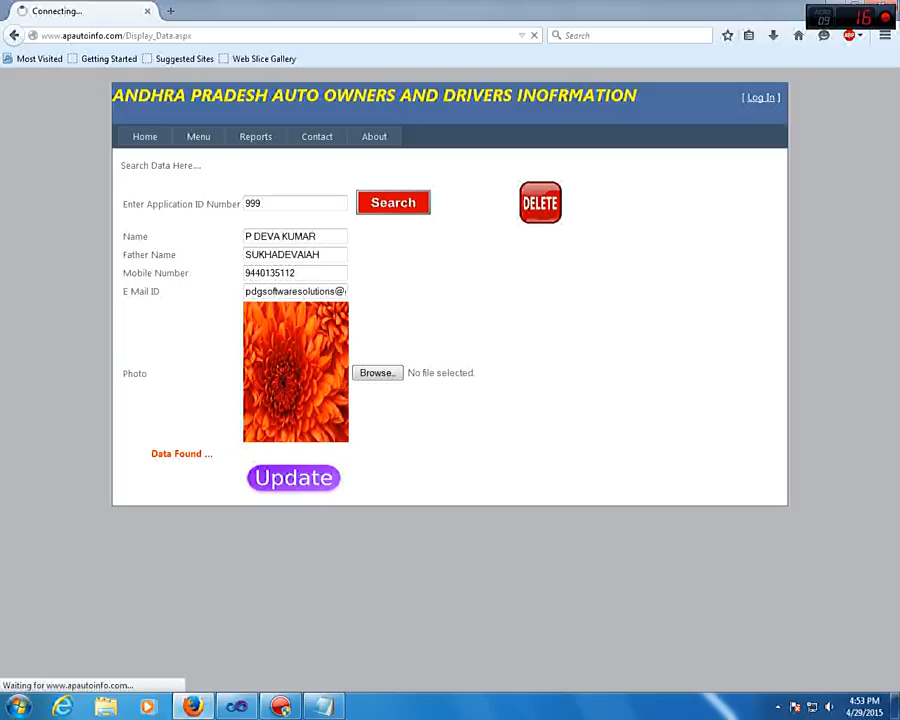 Connecting...
09 16
www.apautoinfo.com/Display_Data.aspx
Search
Most Visited Getting Started Suggested Sites Web Slice Gallery
ANDHRA PRADESH AUTO OWNERS AND DRIVERS INOFRMATION
[ Log In ]
Home Menu Reports Contact About
Search Data Here....
Enter Application ID Number 999 Search DELETE
Name P DEVA KUMAR
Father Name SUKHADEVAIAH
Mobile Number 9440135112
E Mail ID pdgsoftwaresolutions@
Photo Browse.. No file selected.
Data Found ...
Update
Waiting for www.apautoinfo.com...
4:53 PM
4/29/2015